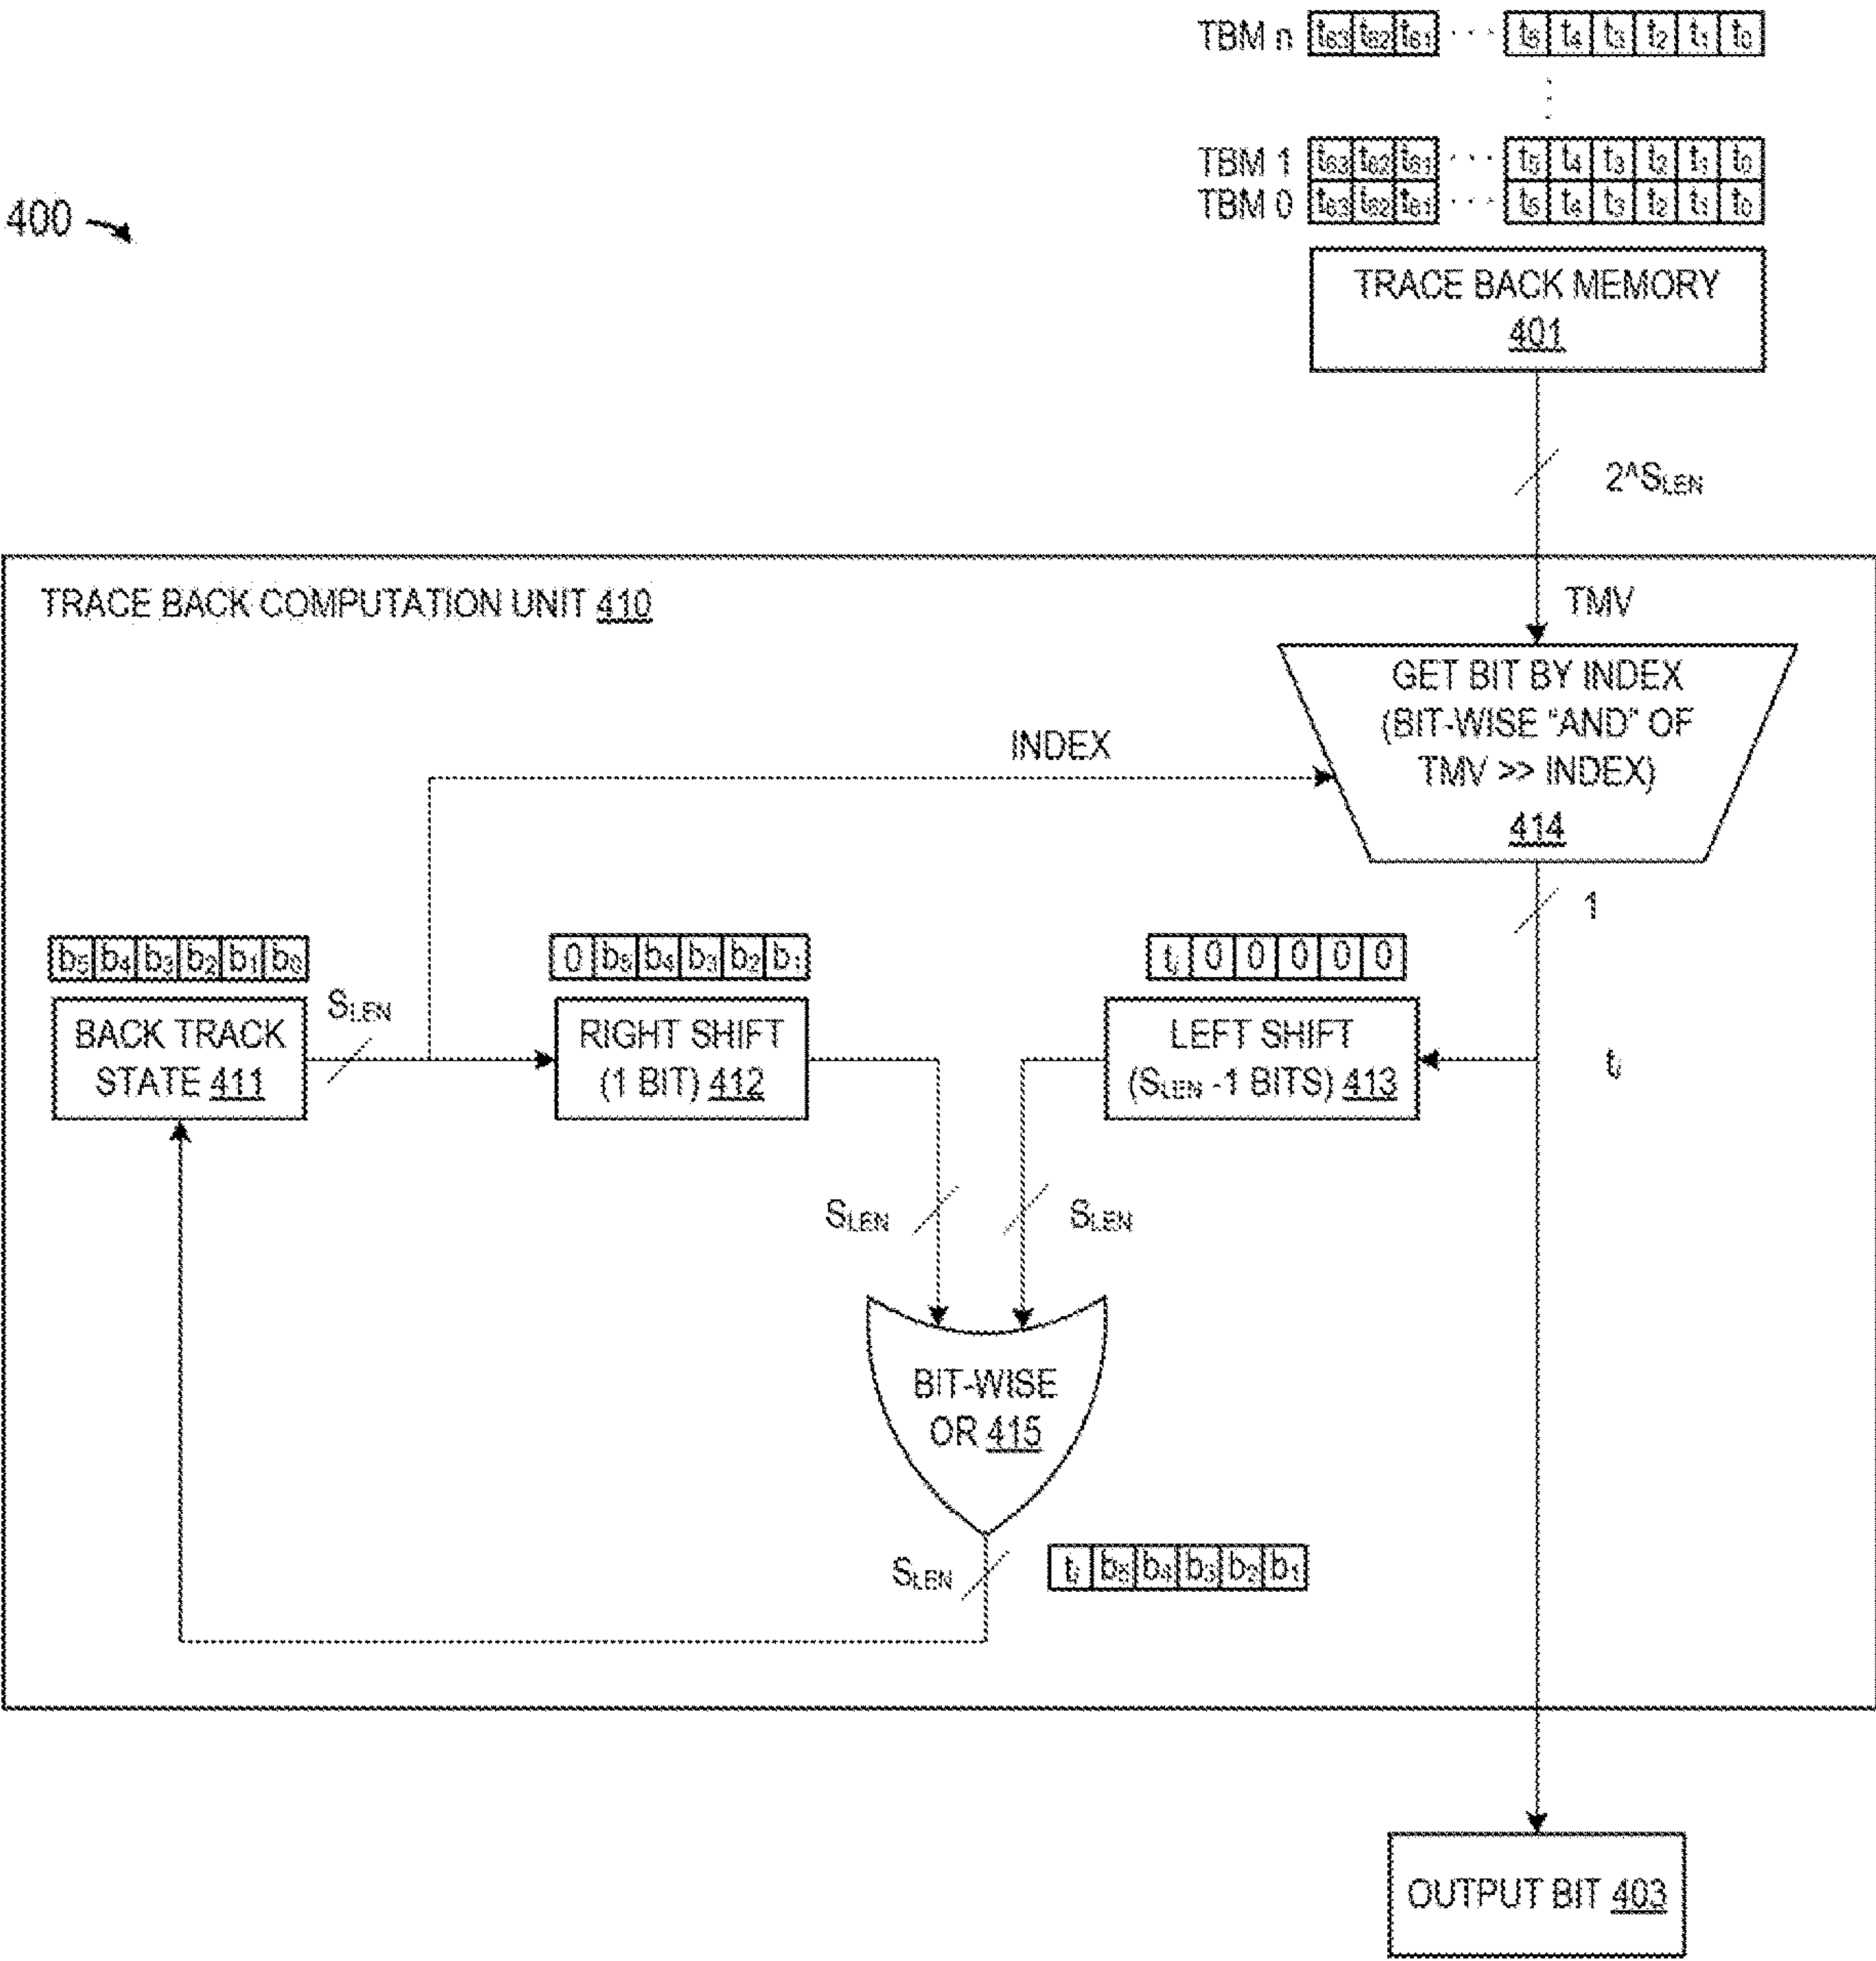 TBM n t63 t62 t61 ... t5 t4 t3 t2 t1 t0
TBM 1 t63 t62 t61 ... t5 t4 t3 t2 t1 t0
TBM 0 t63 t62 t61 ... t5 t4 t3 t2 t1 t0
400
TRACE BACK MEMORY
401
2^SLEN
TRACE BACK COMPUTATION UNIT 410
TMV
GET BIT BY INDEX
(BIT-WISE "AND" OF
TMV >> INDEX)
414
INDEX
1
b5 b4 b3 b2 b1 b0
0 b5 b4 b3 b2 b1
ti 0 0 0 0 0
BACK TRACK
STATE 411
SLEN
RIGHT SHIFT
(1 BIT) 412
LEFT SHIFT
(SLEN -1 BITS) 413
ti
SLEN
SLEN
BIT-WISE
OR 415
SLEN
ti b5 b4 b3 b2 b1
OUTPUT BIT 403